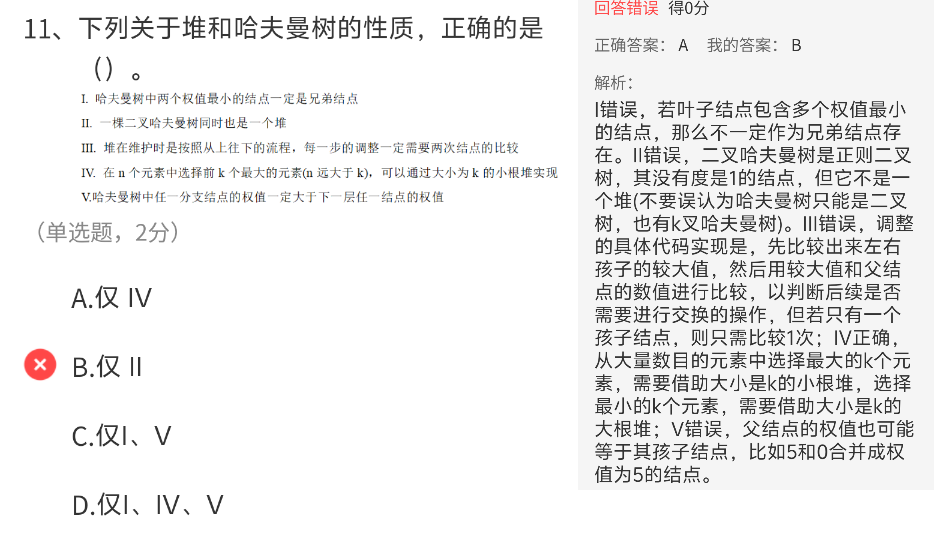 11、下列关于堆和哈夫曼树的性质，正确的是
（）。
I. 哈夫曼树中两个权值最小的结点一定是兄弟结点
II. 一棵二叉哈夫曼树同时也是一个堆
III. 堆在维护时是按照从上往下的流程，每一步的调整一定需要两次结点的比较
IV. 在 n 个元素中选择前 k 个最大的元素(n 远大于 k)，可以通过大小为 k 的小根堆实现
V.哈夫曼树中任一分支结点的权值一定大于下一层任一结点的权值
（单选题，2分）
A.仅 IV
B.仅 II
C.仅I、V
D.仅I、IV、V
回答错误 得0分
正确答案： A 我的答案： B
解析：
I错误，若叶子结点包含多个权值最小
的结点，那么不一定作为兄弟结点存
在。II错误，二叉哈夫曼树是正则二叉
树，其没有度是1的结点，但它不是一
个堆(不要误认为哈夫曼树只能是二叉
树，也有k叉哈夫曼树)。III错误，调整
的具体代码实现是，先比较出来左右
孩子的较大值，然后用较大值和父结
点的数值进行比较，以判断后续是否
需要进行交换的操作，但若只有一个
孩子结点，则只需比较1次；IV正确，
从大量数目的元素中选择最大的k个元
素，需要借助大小是k的小根堆，选择
最小的k个元素，需要借助大小是k的
大根堆；V错误，父结点的权值也可能
等于其孩子结点，比如5和0合并成权
值为5的结点。